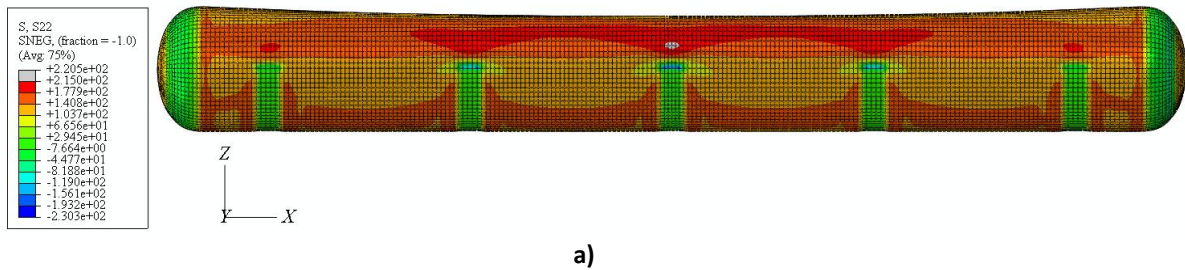 S, S22
SNEG, (fraction = -1.0)
(Avg: 75%)
+2.205e+02
+2.150e+02
+1.779e+02
+1.408e+02
+1.037e+02
+6.656e+01
+2.945e+01
-7.664e+00
-4.477e+01
-8.188e+01
-1.190e+02
-1.561e+02
-1.932e+02
-2.303e+02
Z
Y
X
a)